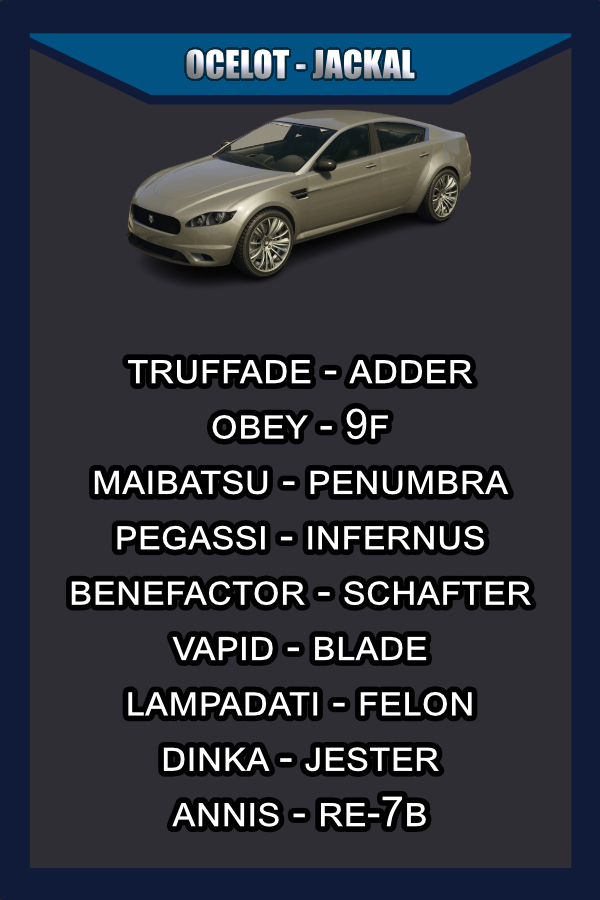 OCELOT - JACKAL
TRUFFADE - ADDER
OBEY - 9F
MAIBATSU - PENUMBRA
PEGASSI - INFERNUS
BENEFACTOR - SCHAFTER
VAPID - BLADE
LAMPADATI - FELON
DINKA - JESTER
ANNIS - RE-7B